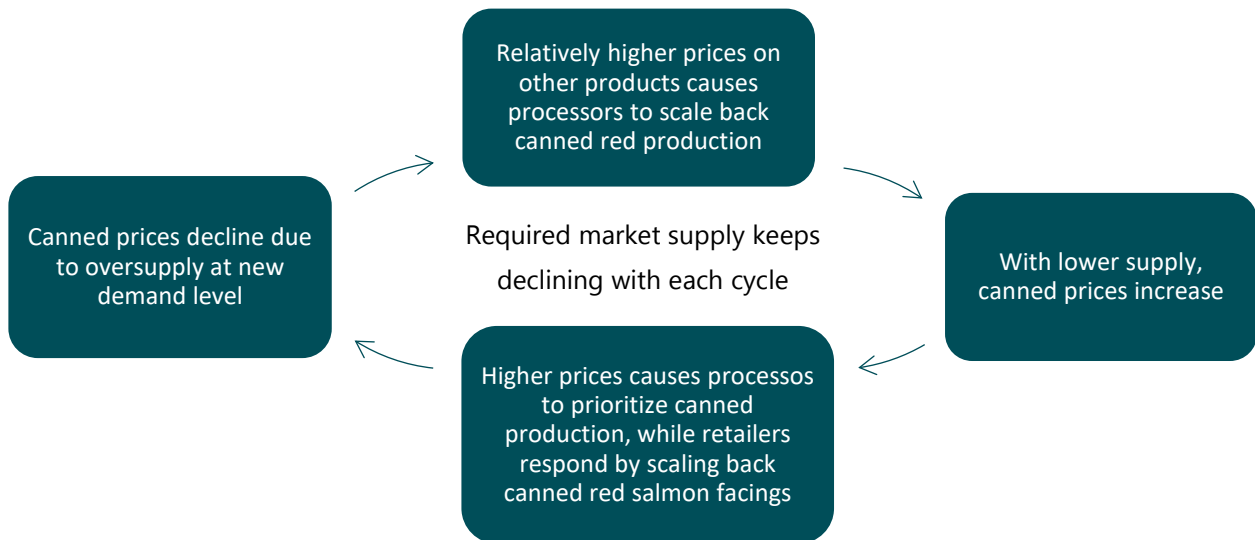 Relatively higher prices on
other products causes
processors to scale back
canned red production
Canned prices decline due
to oversupply at new
demand level
Required market supply keeps
declining with each cycle
With lower supply,
canned prices increase
Higher prices causes processos
to prioritize canned
production, while retailers
respond by scaling back
canned red salmon facings